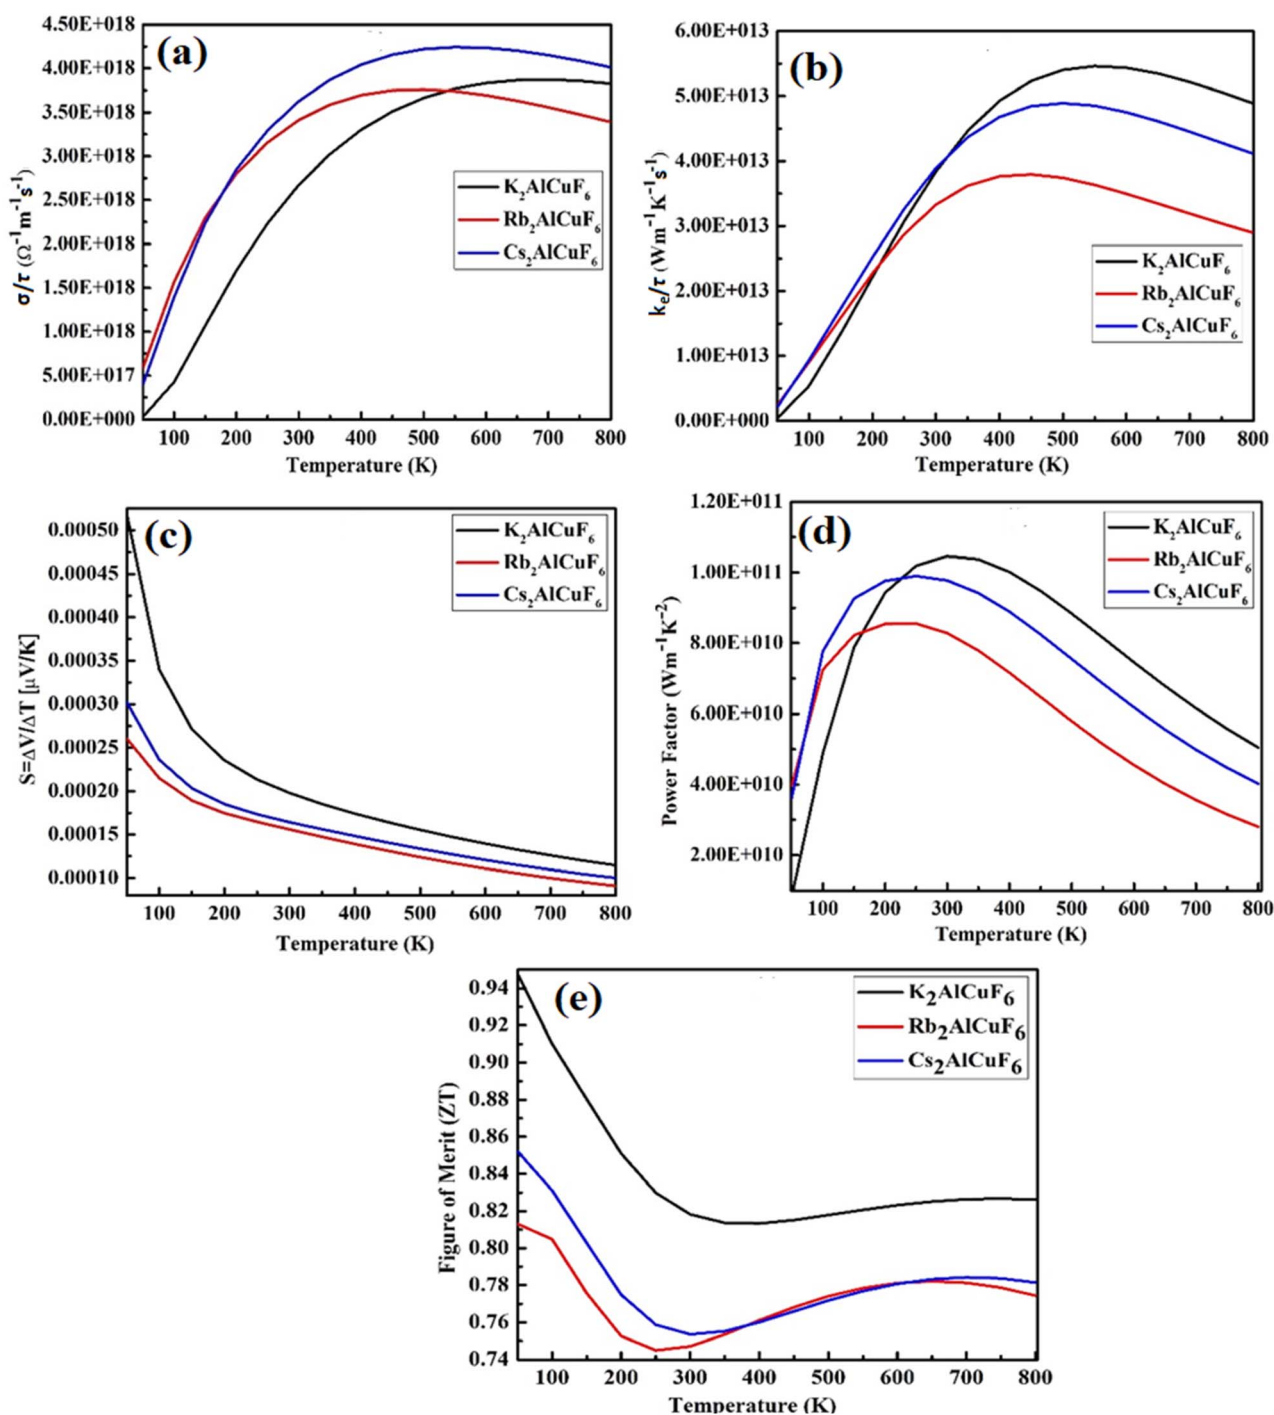 (a)
4.50E+018
4.00E+018
3.50E+018
3.00E+018
2.50E+018
2.00E+018
1.50E+018
1.00E+018
5.00E+017
0.00E+000
σ/τ (Ω⁻¹m⁻¹s⁻¹)
K₂AlCuF₆
Rb₂AlCuF₆
Cs₂AlCuF₆
100 200 300 400 500 600 700 800
Temperature (K)
(b)
6.00E+013
5.00E+013
4.00E+013
3.00E+013
2.00E+013
1.00E+013
0.00E+000
kₑ/τ (Wm⁻¹K⁻¹s⁻¹)
K₂AlCuF₆
Rb₂AlCuF₆
Cs₂AlCuF₆
100 200 300 400 500 600 700 800
Temperature (K)
(c)
0.00050
0.00045
0.00040
0.00035
0.00030
0.00025
0.00020
0.00015
0.00010
S=ΔV/ΔT [μV/K]
K₂AlCuF₆
Rb₂AlCuF₆
Cs₂AlCuF₆
100 200 300 400 500 600 700 800
Temperature (K)
(d)
1.20E+011
1.00E+011
8.00E+010
6.00E+010
4.00E+010
2.00E+010
Power Factor (Wm⁻¹K⁻²)
K₂AlCuF₆
Rb₂AlCuF₆
Cs₂AlCuF₆
100 200 300 400 500 600 700 800
Temperature (K)
(e)
0.94
0.92
0.90
0.88
0.86
0.84
0.82
0.80
0.78
0.76
0.74
Figure of Merit (ZT)
K₂AlCuF₆
Rb₂AlCuF₆
Cs₂AlCuF₆
100 200 300 400 500 600 700 800
Temperature (K)